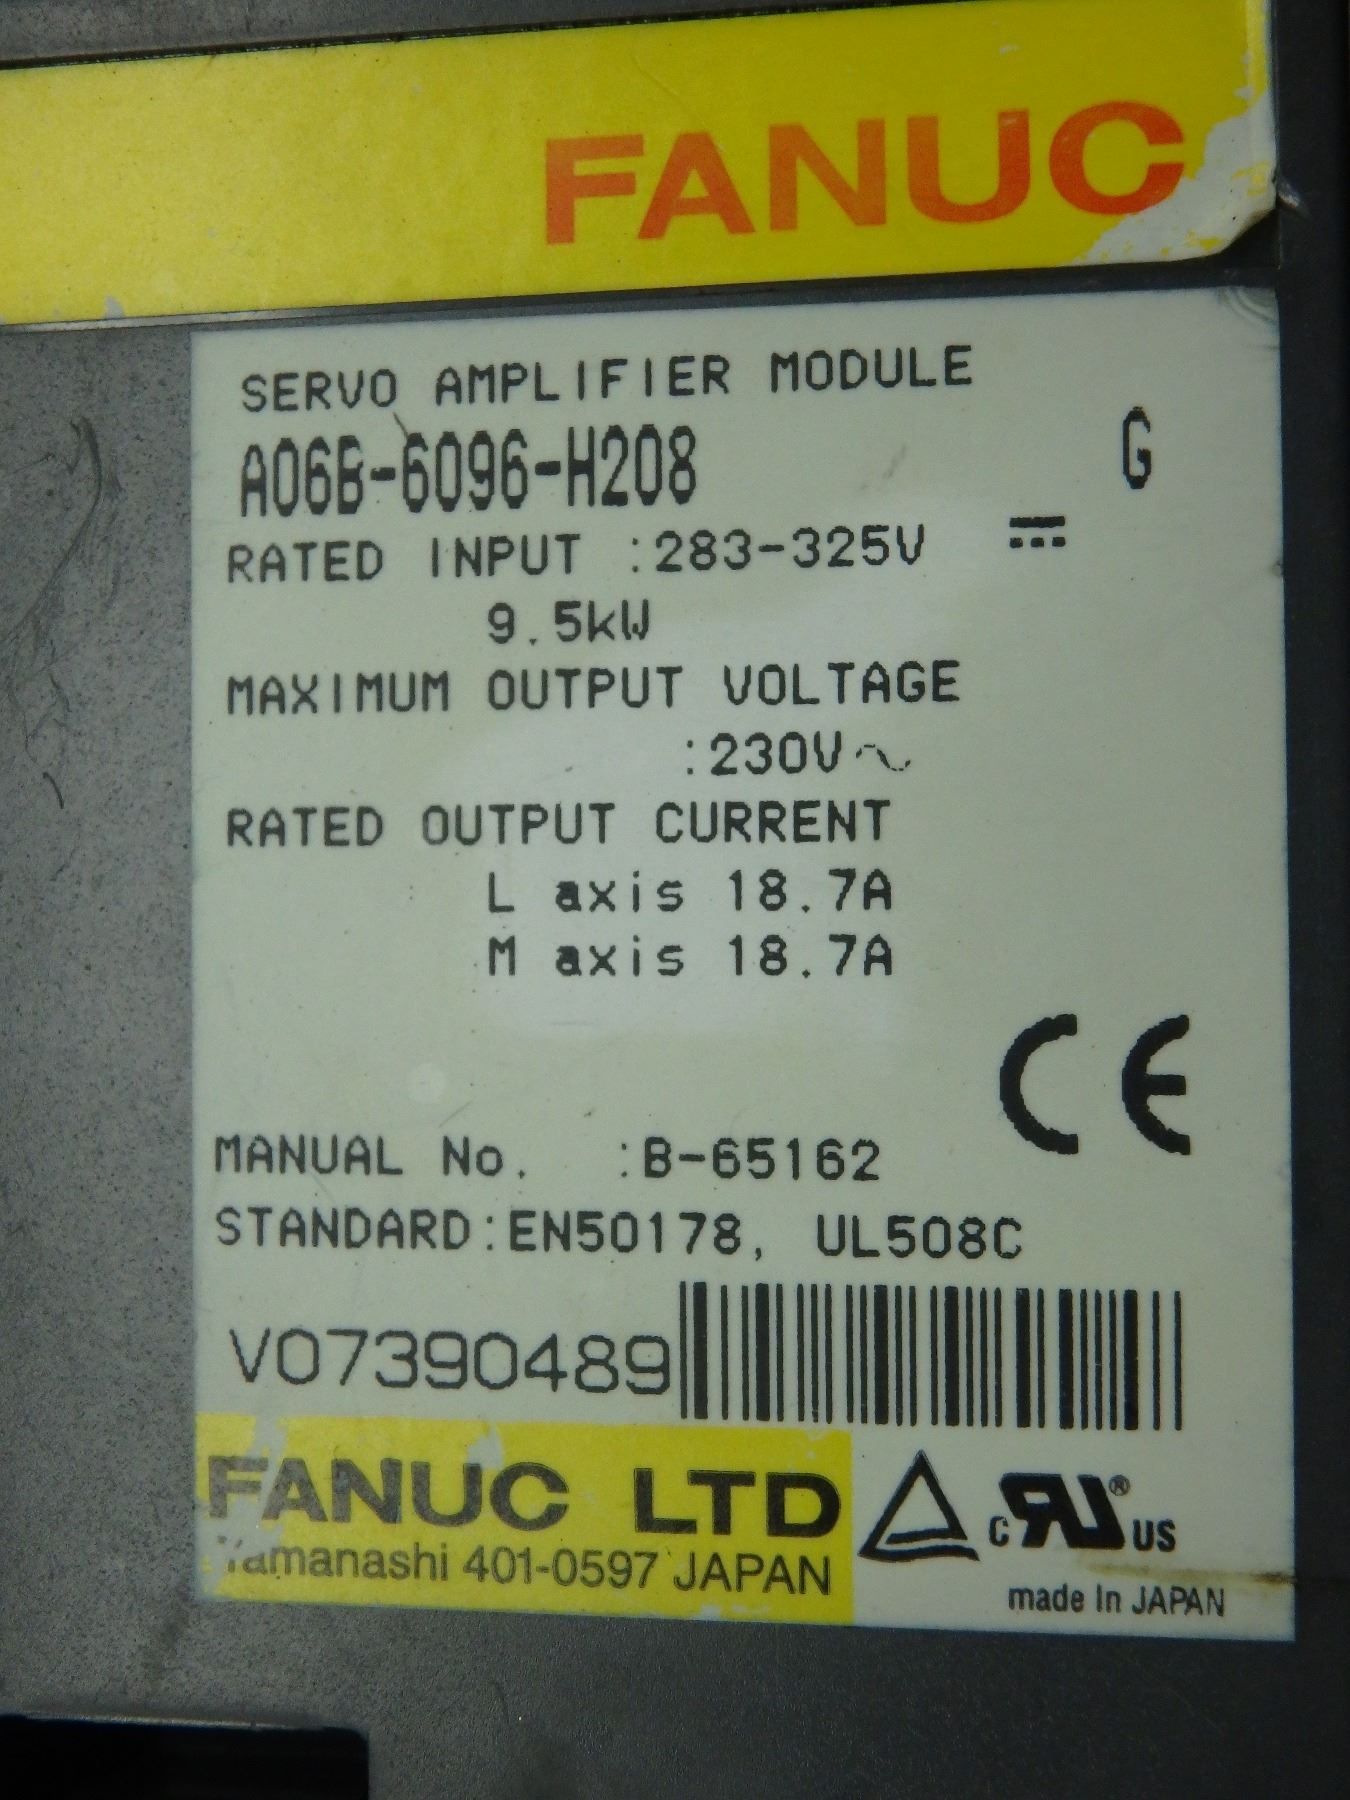 FANUC
SERVO AMPLIFIER MODULE
A06B-6096-H208 G
RATED INPUT :283-325V ⎓
9.5kW
MAXIMUM OUTPUT VOLTAGE
:230V~
RATED OUTPUT CURRENT
L axis 18.7A
M axis 18.7A
CE
MANUAL No. :B-65162
STANDARD:EN50178, UL508C
V07390489
FANUC LTD
Yamanashi 401-0597 JAPAN
c RU ® US
made In JAPAN